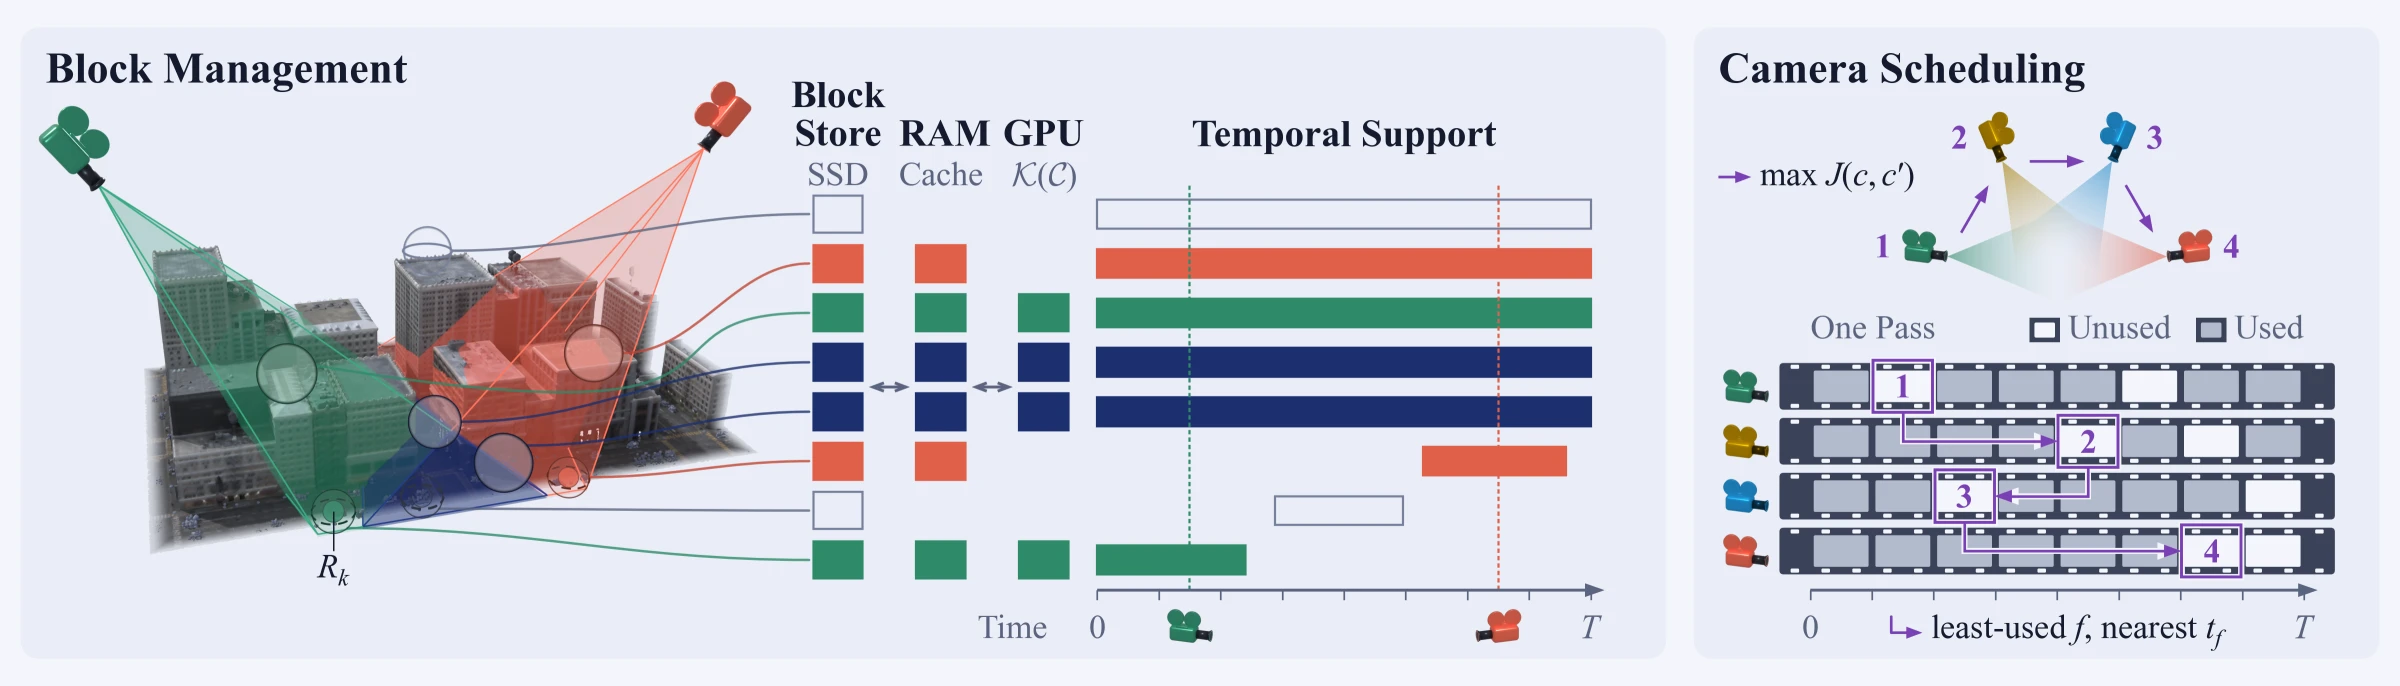 Block Management
Block Store
SSD
RAM
Cache
GPU
𝒦(𝒞)
Temporal Support
R_k
Time
0
T
Camera Scheduling
max J(c, c′)
1
2
3
4
One Pass
Unused
Used
1
2
3
4
0
T
least-used f, nearest t_f